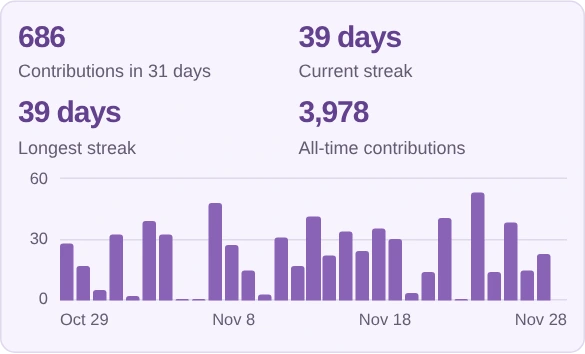 686
39 days
Contributions in 31 days
Current streak
39 days
3,978
Longest streak
All-time contributions
60
30
0
Oct 29
Nov 8
Nov 18
Nov 28